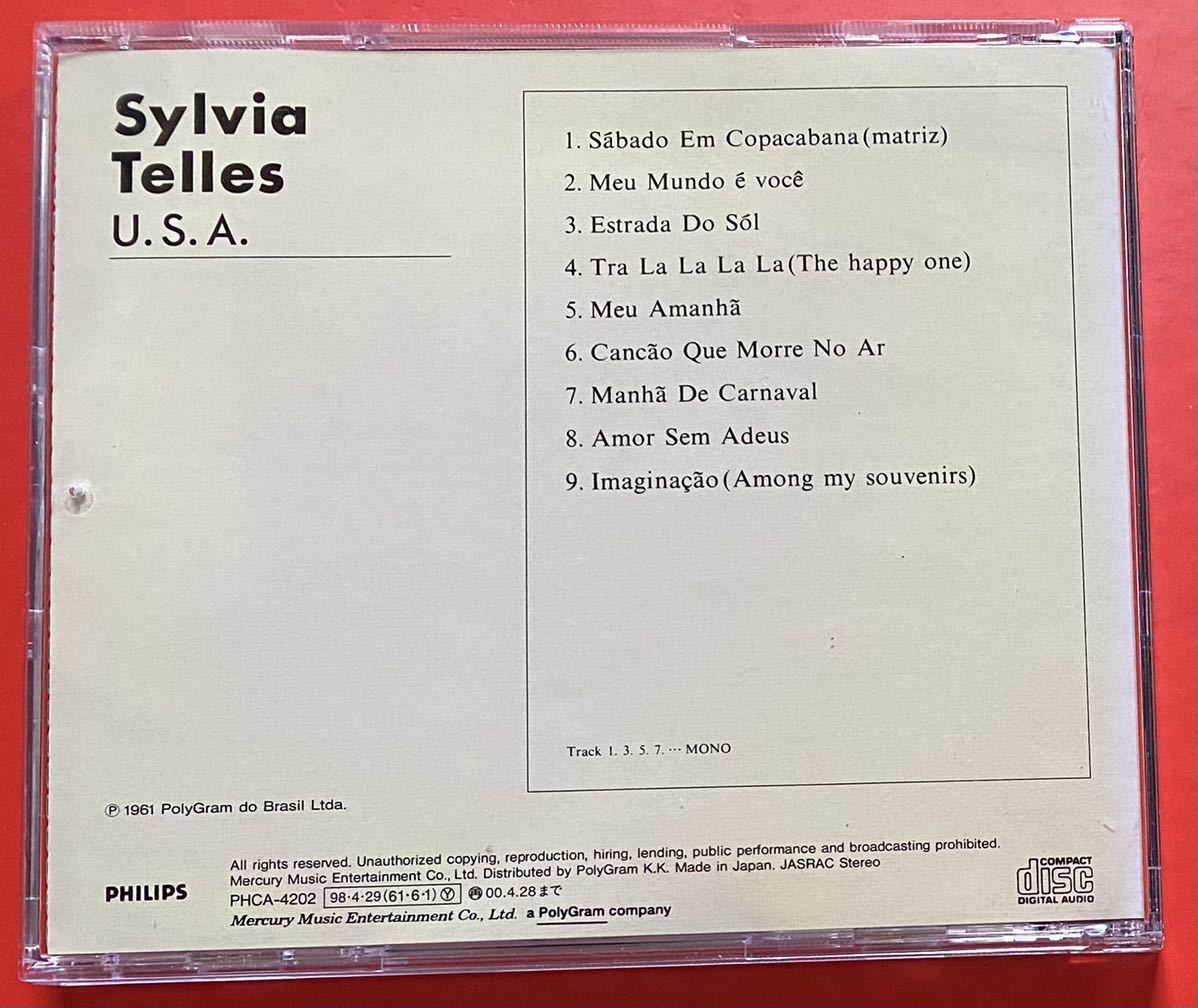 Sylvia
Telles
U.S.A.
1. Sábado Em Copacabana(matriz)
2. Meu Mundo é você
3. Estrada Do Sól
4. Tra La La La La(The happy one)
5. Meu Amanhã
6. Cancão Que Morre No Ar
7. Manhã De Carnaval
8. Amor Sem Adeus
9. Imaginação(Among my souvenirs)
Track 1. 3. 5. 7. … MONO
Ⓟ 1961 PolyGram do Brasil Ltda.
All rights reserved. Unauthorized copying, reproduction, hiring, lending, public performance and broadcasting prohibited.
Mercury Music Entertainment Co., Ltd. Distributed by PolyGram K.K. Made in Japan. JASRAC Stereo
PHILIPS
PHCA-4202 98·4·29(61·6·1)Ⓨ ㊢00.4.28まで
Mercury Music Entertainment Co., Ltd. a PolyGram company
COMPACT
disc
DIGITAL AUDIO